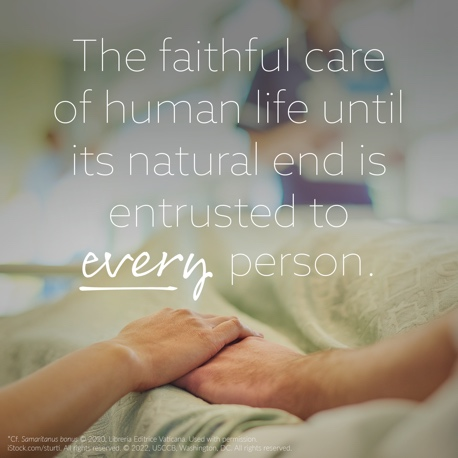 The faithful care
of human life until
its natural end is
entrusted to
every person.
*Cf. Samaritanus bonus © 2020, Libreria Editrice Vaticana. Used with permission.
iStock.com/sturti. All rights reserved. © 2022, USCCB, Washington, DC. All rights reserved.